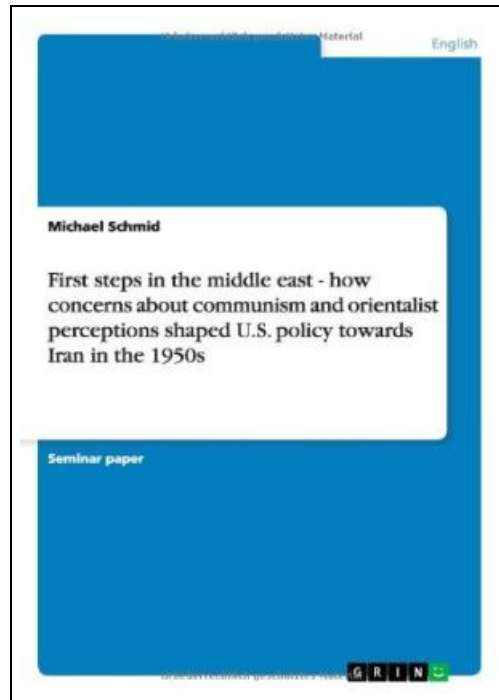 Material
English
Michael Schmid
First steps in the middle east - how
concerns about communism and orientalist
perceptions shaped U.S. policy towards
Iran in the 1950s
Seminar paper
GRIN